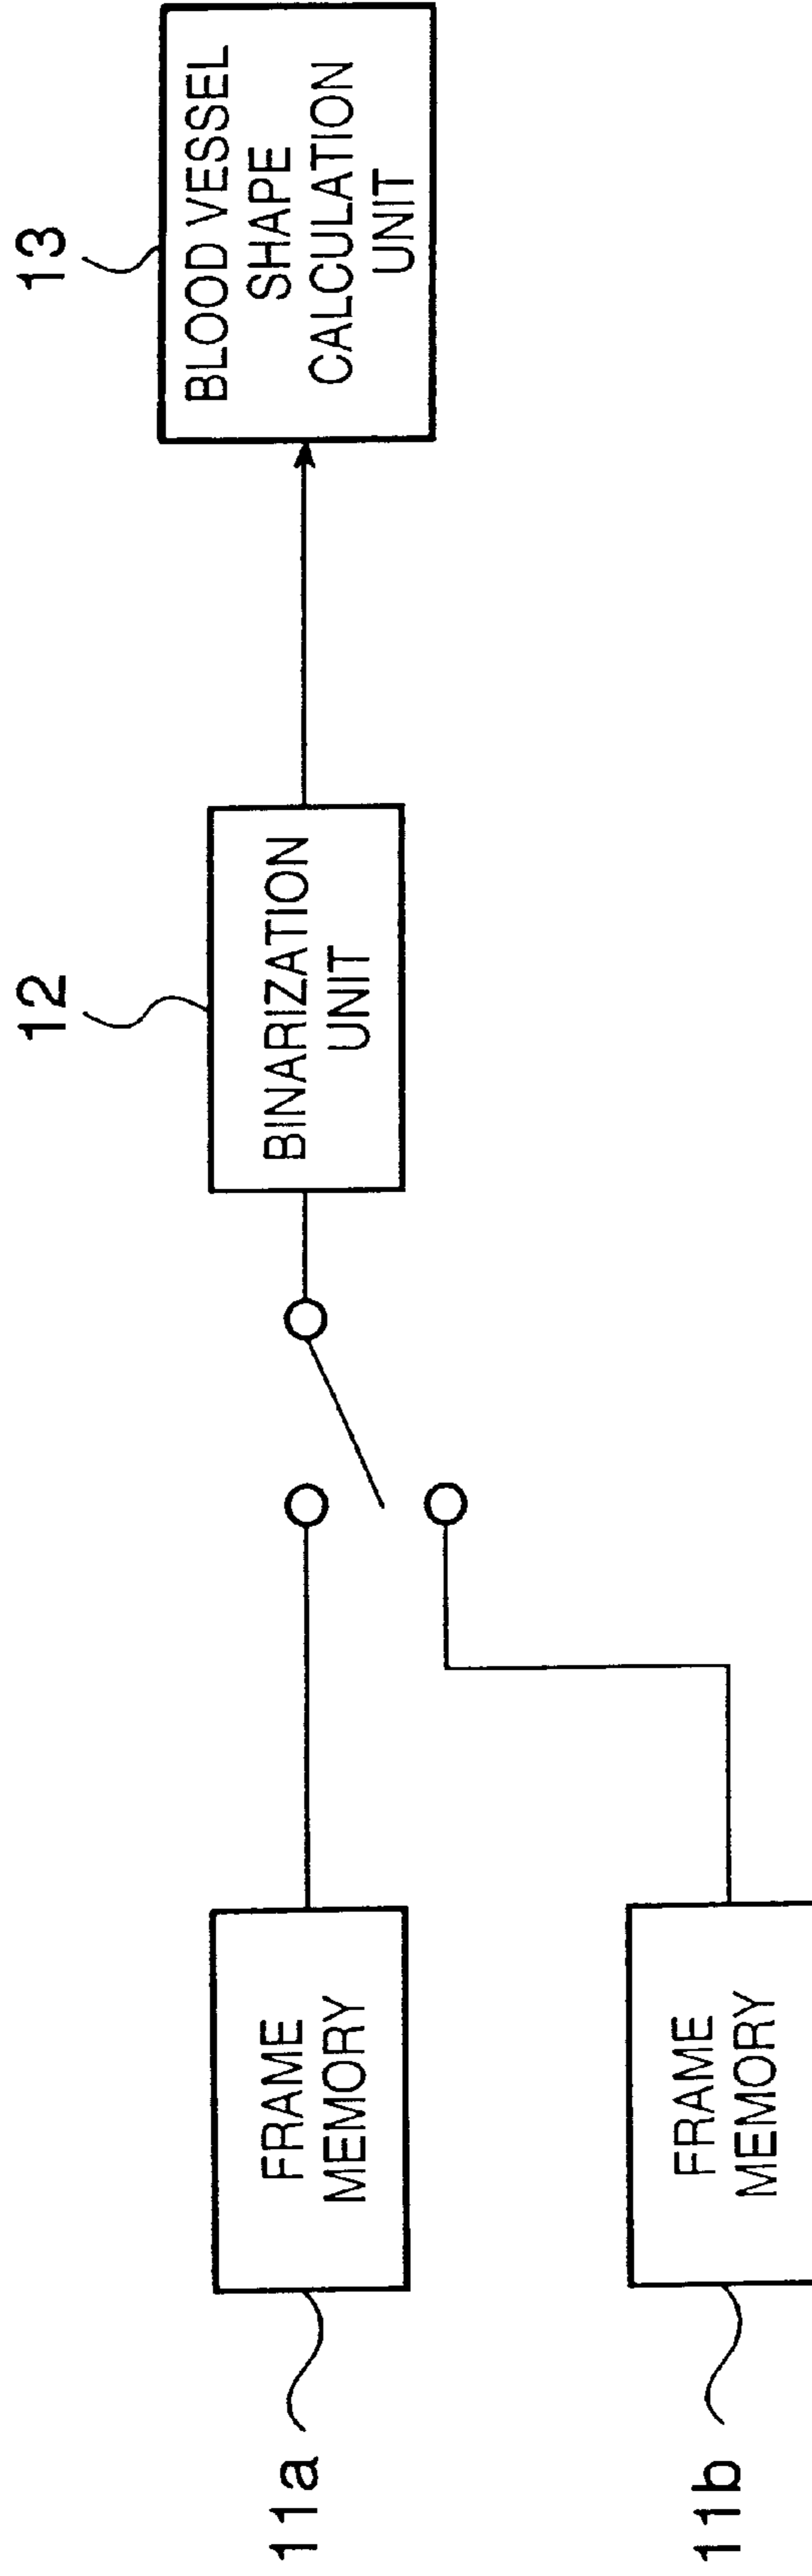 11a
FRAME
MEMORY
11b
FRAME
MEMORY
12
BINARIZATION
UNIT
13
BLOOD VESSEL
SHAPE
CALCULATION
UNIT